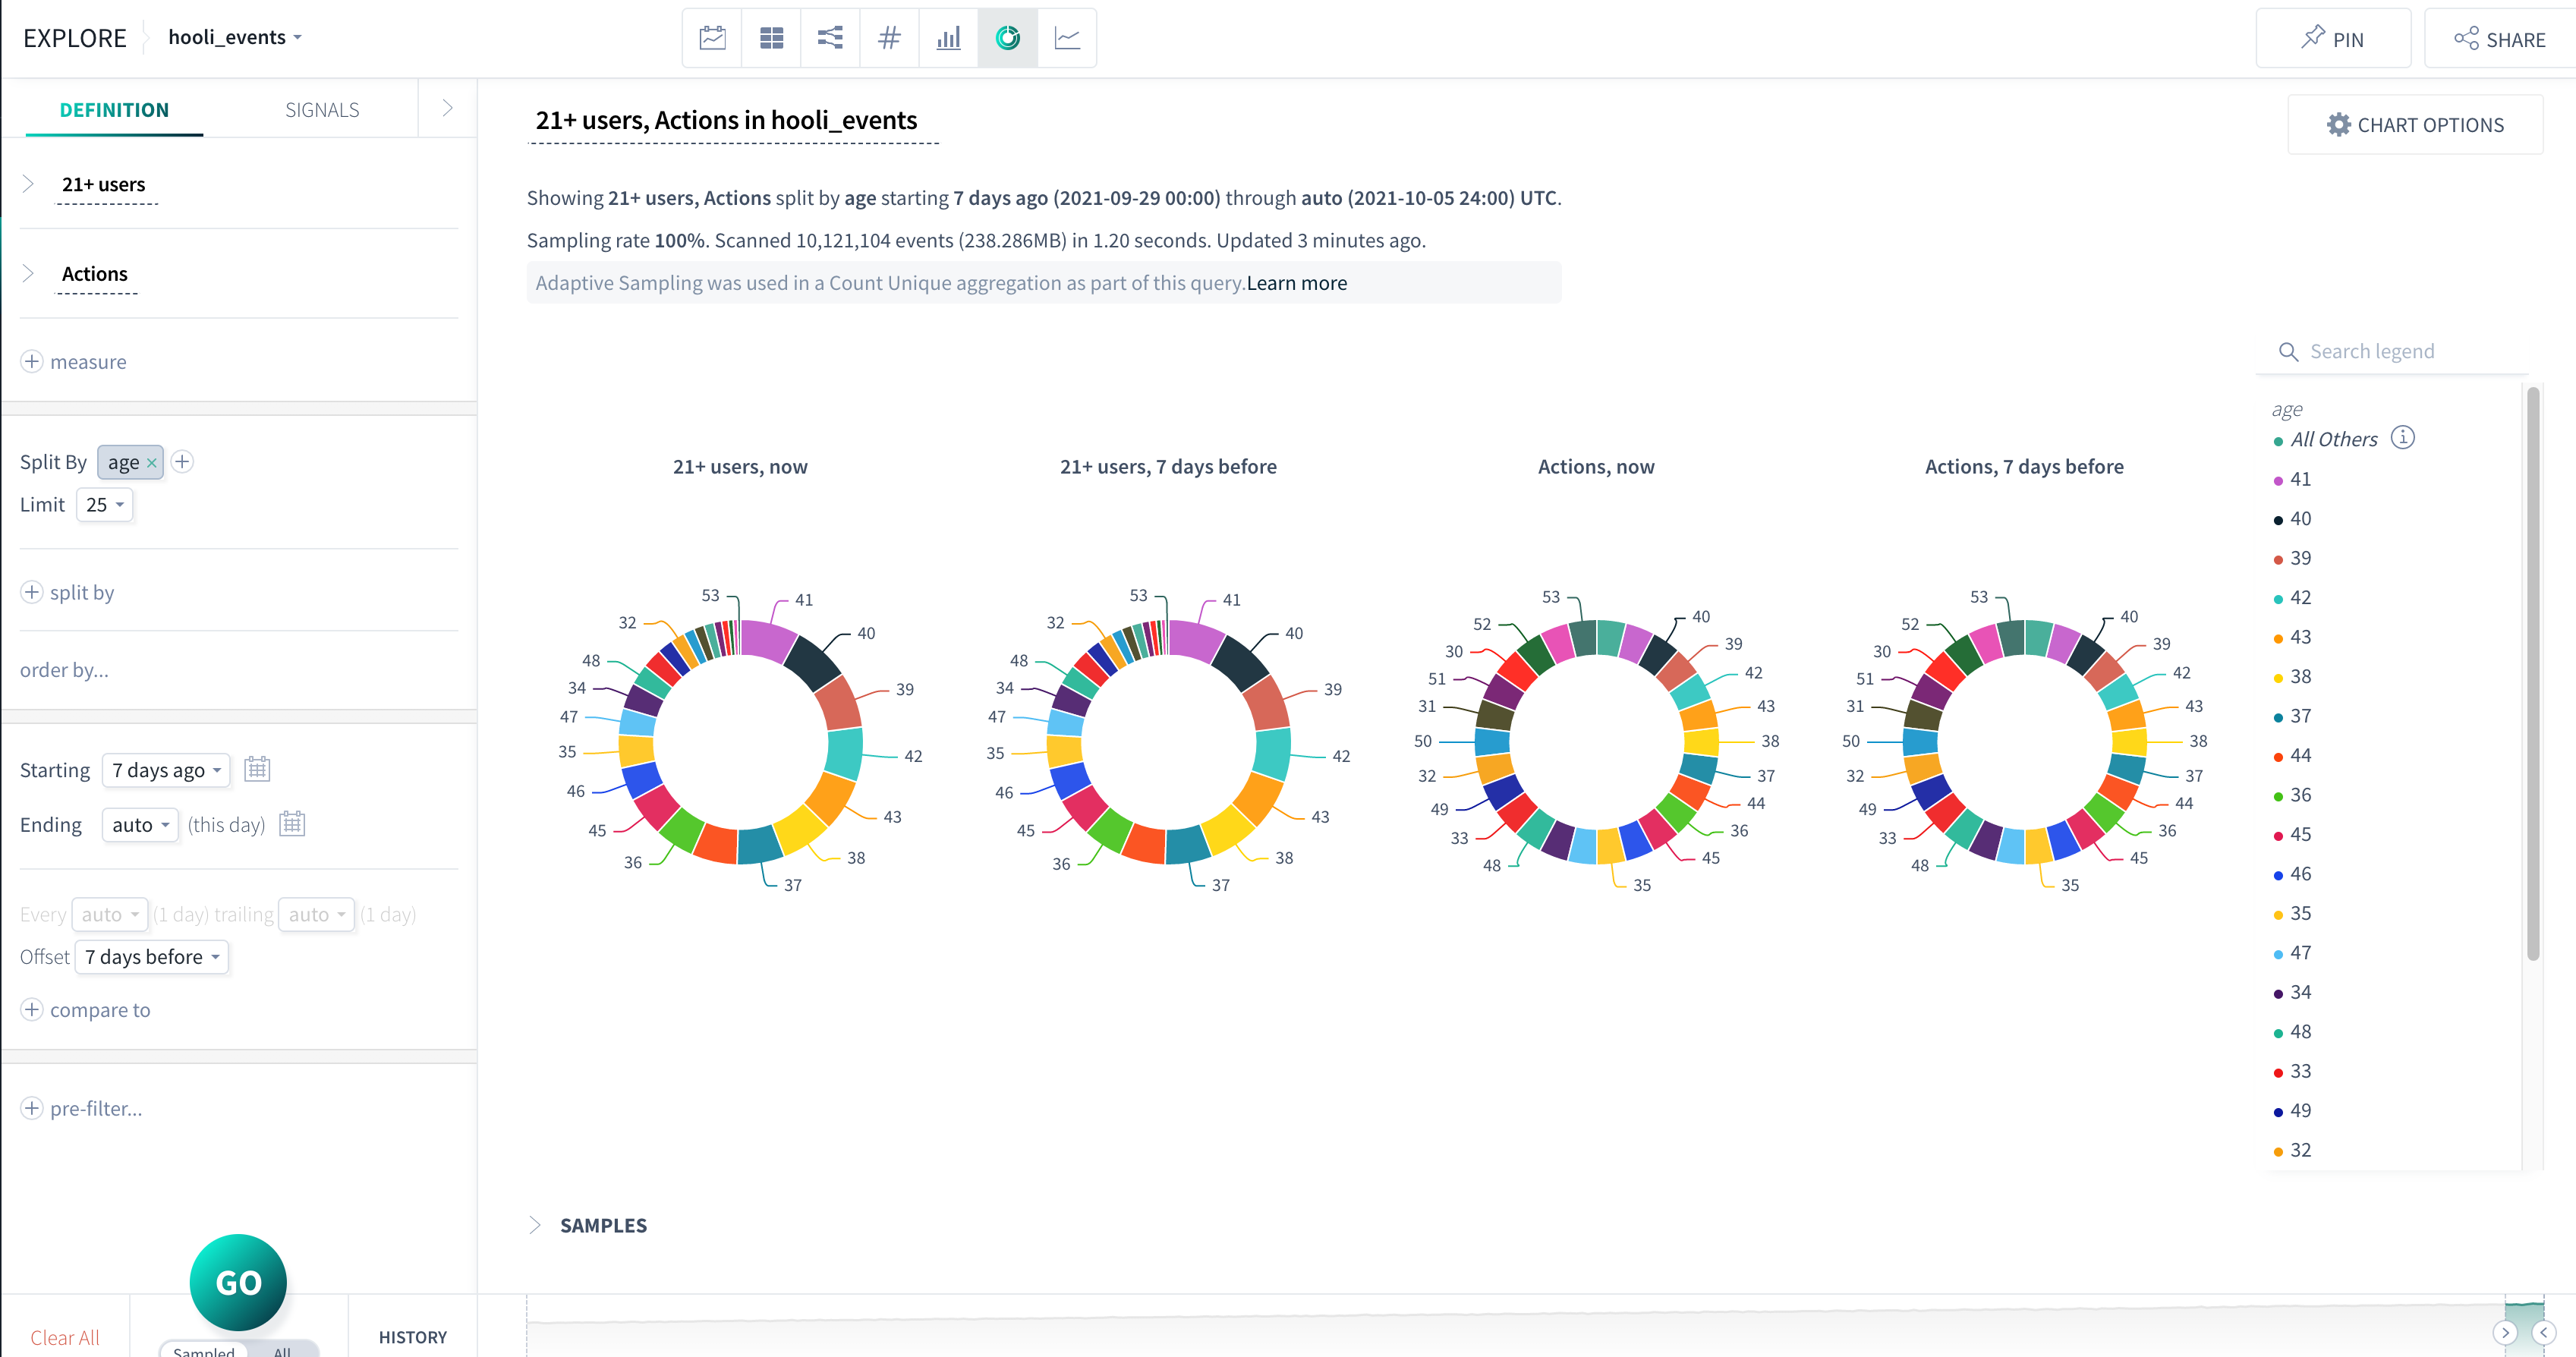 EXPLORE hooli_events
PIN
SHARE
DEFINITION
SIGNALS
21+ users
Actions
measure
Split By age ×
Limit 25
split by
order by...
Starting 7 days ago
Ending auto (this day)
Every auto (1 day) trailing auto (1 day)
Offset 7 days before
compare to
pre-filter...
GO
Clear All
Sampled All
HISTORY
21+ users, Actions in hooli_events
CHART OPTIONS
Showing 21+ users, Actions split by age starting 7 days ago (2021-09-29 00:00) through auto (2021-10-05 24:00) UTC.
Sampling rate 100%. Scanned 10,121,104 events (238.286MB) in 1.20 seconds. Updated 3 minutes ago.
Adaptive Sampling was used in a Count Unique aggregation as part of this query.Learn more
21+ users, now
53
41
40
39
42
43
38
37
36
45
46
35
47
34
48
32
21+ users, 7 days before
53
41
40
39
42
43
38
37
36
45
46
35
47
34
48
32
Actions, now
53
40
39
42
43
38
37
44
36
45
35
48
33
49
32
50
31
51
30
52
Actions, 7 days before
53
40
39
42
43
38
37
44
36
45
35
48
33
49
32
50
31
51
30
52
Search legend
age
All Others
41
40
39
42
43
38
37
44
36
45
46
35
47
34
48
33
49
32
SAMPLES